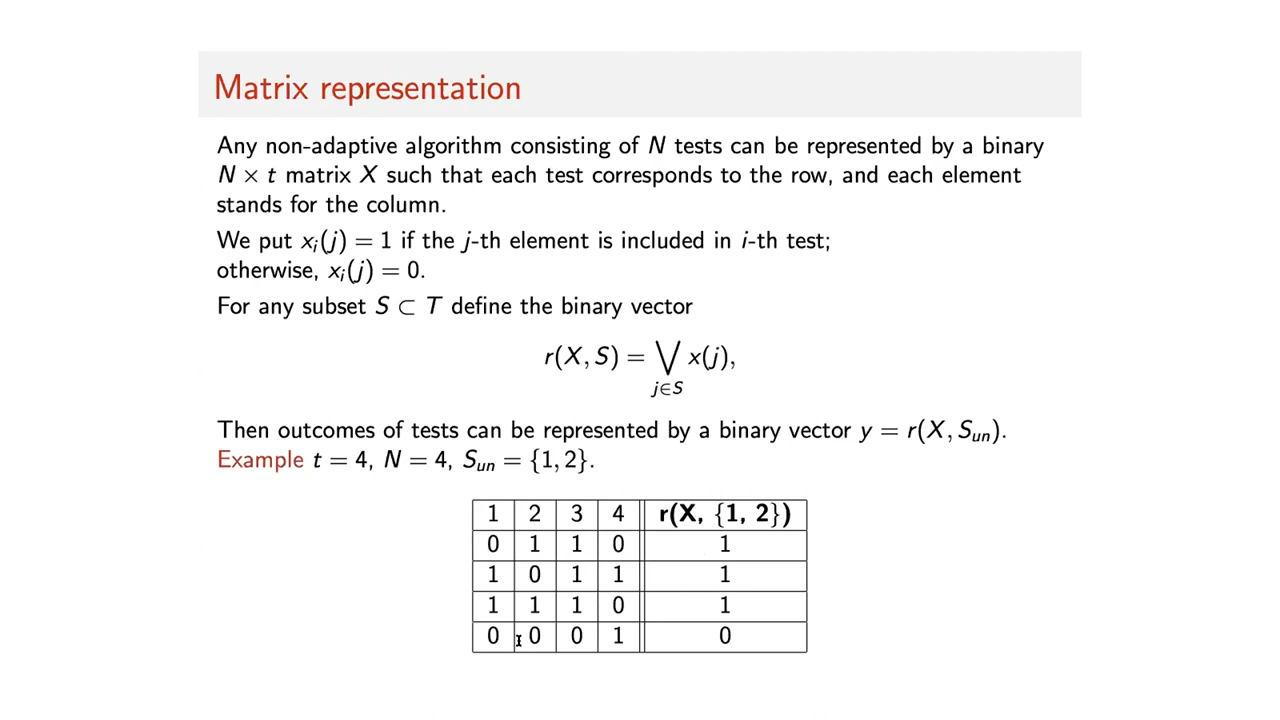 Matrix representation
Any non-adaptive algorithm consisting of N tests can be represented by a binary
N × t matrix X such that each test corresponds to the row, and each element
stands for the column.
We put xᵢ(j) = 1 if the j-th element is included in i-th test;
otherwise, xᵢ(j) = 0.
For any subset S ⊂ T define the binary vector
r(X, S) = ⋁ x(j),
j∈S
Then outcomes of tests can be represented by a binary vector y = r(X, Sᵤₙ).
Example t = 4, N = 4, Sᵤₙ = {1, 2}.
1 2 3 4 r(X, {1, 2})
0 1 1 0 1
1 0 1 1 1
1 1 1 0 1
0 0 0 1 0